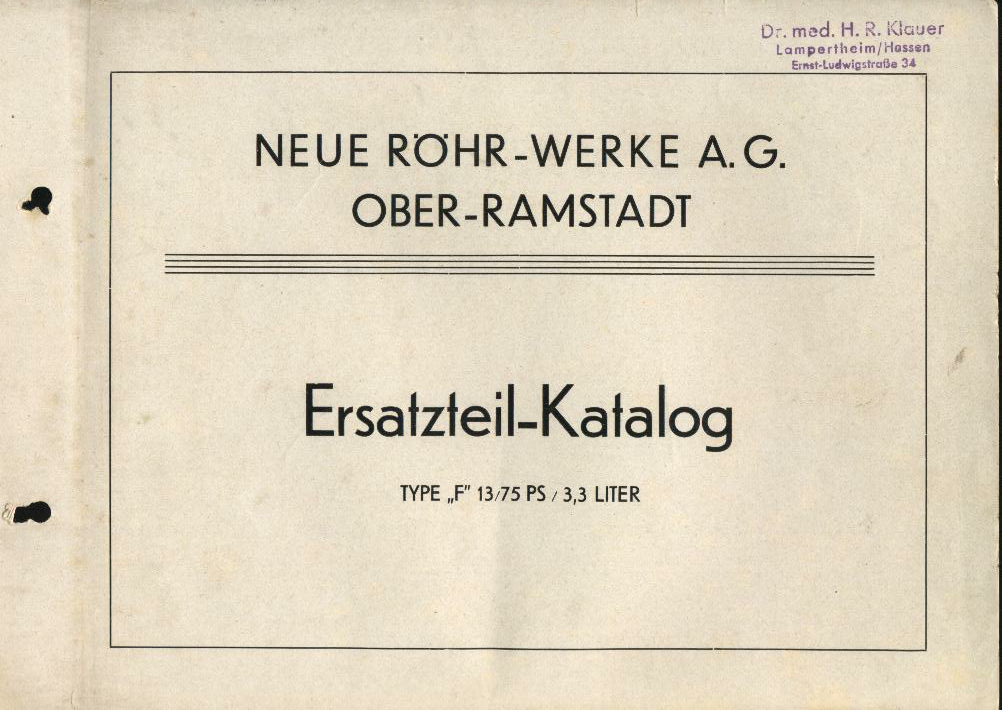 Dr. med. H. R. Klauer
Lampertheim/Hessen
Ernst-Ludwigstraße 34
NEUE RÖHR-WERKE A. G.
OBER-RAMSTADT
Ersatzteil-Katalog
TYPE „F” 13/75 PS / 3,3 LITER